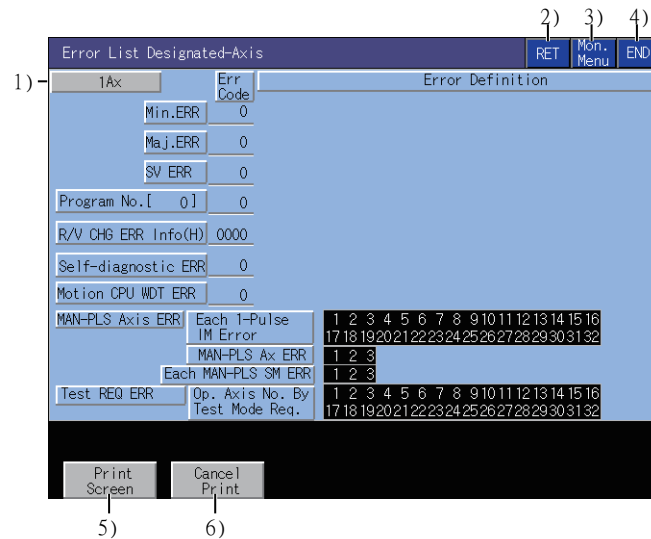 2) 3) 4)
Error List Designated-Axis RET Mon. Menu END
1) 1Ax Err Code Error Definition
Min.ERR 0
Maj.ERR 0
SV ERR 0
Program No.[ 0] 0
R/V CHG ERR Info(H) 0000
Self-diagnostic ERR 0
Motion CPU WDT ERR 0
MAN-PLS Axis ERR Each 1-Pulse IM Error 1 2 3 4 5 6 7 8 9 10 11 12 13 14 15 16
17 18 19 20 21 22 23 24 25 26 27 28 29 30 31 32
MAN-PLS Ax ERR 1 2 3
Each MAN-PLS SM ERR 1 2 3
Test REQ ERR Op. Axis No. By Test Mode Req. 1 2 3 4 5 6 7 8 9 10 11 12 13 14 15 16
17 18 19 20 21 22 23 24 25 26 27 28 29 30 31 32
Print Screen Cancel Print
5) 6)